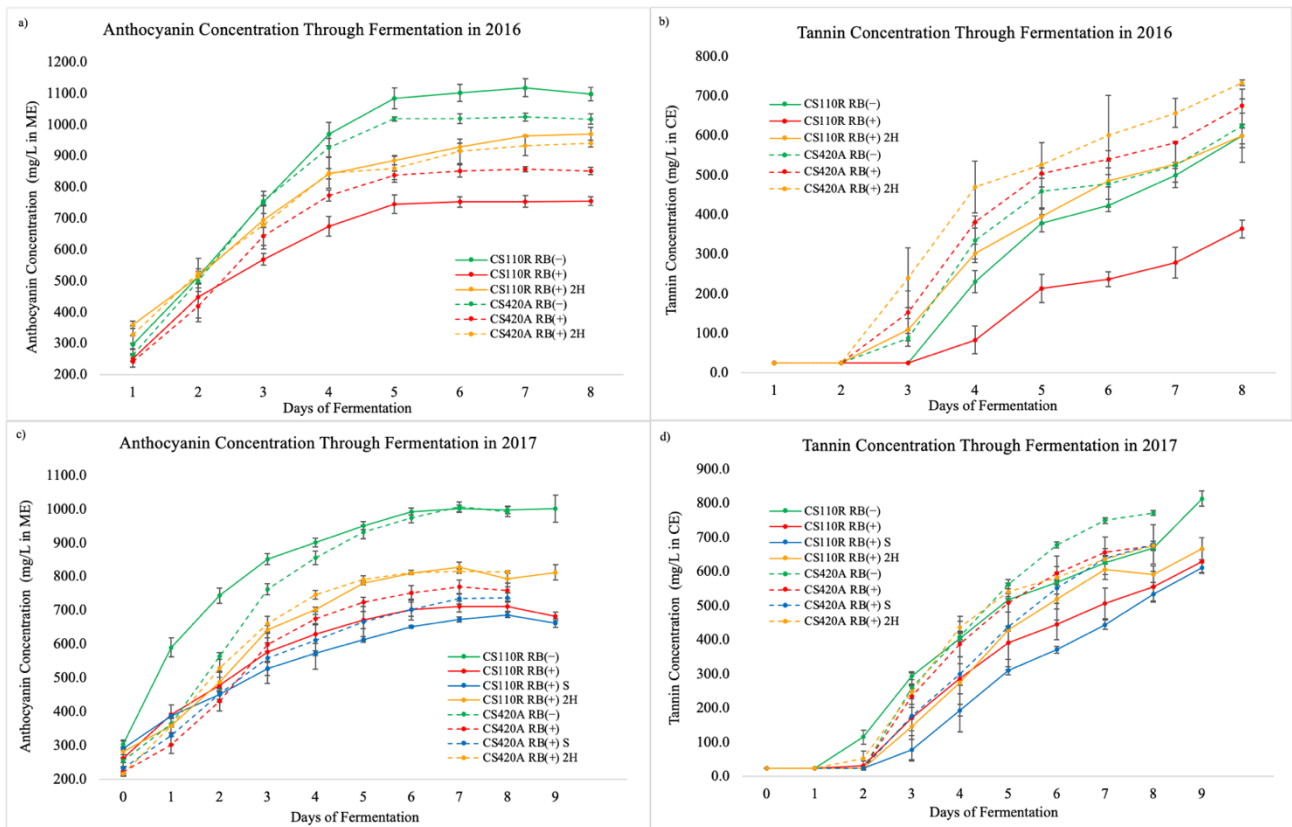 a)
Anthocyanin Concentration Through Fermentation in 2016
Anthocyanin Concentration (mg/L in ME)
1200.0
1100.0
1000.0
900.0
800.0
700.0
600.0
500.0
400.0
300.0
200.0
CS110R RB(−)
CS110R RB(+)
CS110R RB(+) 2H
CS420A RB(−)
CS420A RB(+)
CS420A RB(+) 2H
1 2 3 4 5 6 7 8
Days of Fermentation
b)
Tannin Concentration Through Fermentation in 2016
Tannin Concentration (mg/L in CE)
800.0
700.0
600.0
500.0
400.0
300.0
200.0
100.0
0.0
CS110R RB(−)
CS110R RB(+)
CS110R RB(+) 2H
CS420A RB(−)
CS420A RB(+)
CS420A RB(+) 2H
1 2 3 4 5 6 7 8
Days of Fermentation
c)
Anthocyanin Concentration Through Fermentation in 2017
Anthocyanin Concentration (mg/L in ME)
1100.0
1000.0
900.0
800.0
700.0
600.0
500.0
400.0
300.0
200.0
CS110R RB(−)
CS110R RB(+)
CS110R RB(+) S
CS110R RB(+) 2H
CS420A RB(−)
CS420A RB(+)
CS420A RB(+) S
CS420A RB(+) 2H
0 1 2 3 4 5 6 7 8 9
Days of Fermentation
d)
Tannin Concentration Through Fermentation in 2017
Tannin Concentration (mg/L in CE)
900.0
800.0
700.0
600.0
500.0
400.0
300.0
200.0
100.0
0.0
CS110R RB(−)
CS110R RB(+)
CS110R RB(+) S
CS110R RB(+) 2H
CS420A RB(−)
CS420A RB(+)
CS420A RB(+) S
CS420A RB(+) 2H
0 1 2 3 4 5 6 7 8 9
Days of Fermentation